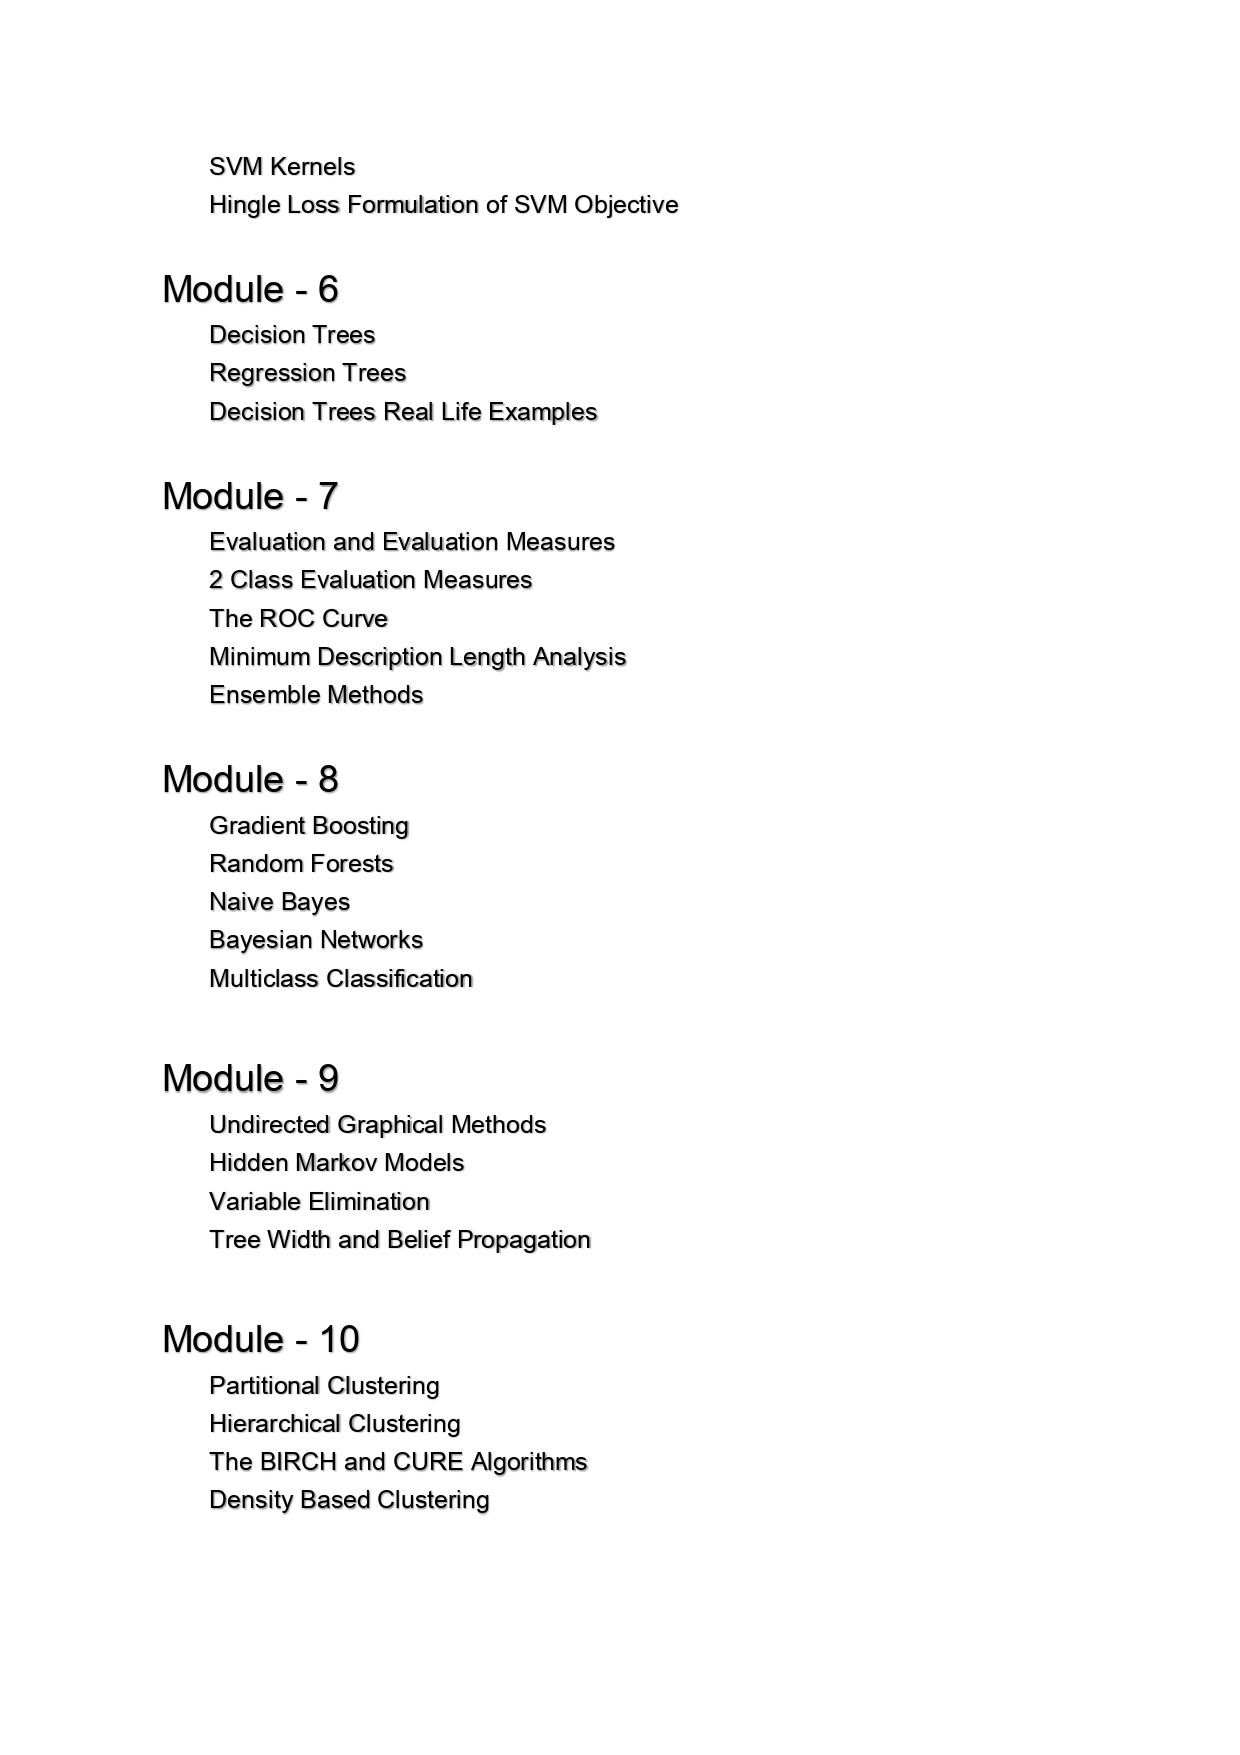 SVM Kernels
Hingle Loss Formulation of SVM Objective
Module - 6
Decision Trees
Regression Trees
Decision Trees Real Life Examples
Module - 7
Evaluation and Evaluation Measures
2 Class Evaluation Measures
The ROC Curve
Minimum Description Length Analysis
Ensemble Methods
Module - 8
Gradient Boosting
Random Forests
Naive Bayes
Bayesian Networks
Multiclass Classification
Module - 9
Undirected Graphical Methods
Hidden Markov Models
Variable Elimination
Tree Width and Belief Propagation
Module - 10
Partitional Clustering
Hierarchical Clustering
The BIRCH and CURE Algorithms
Density Based Clustering